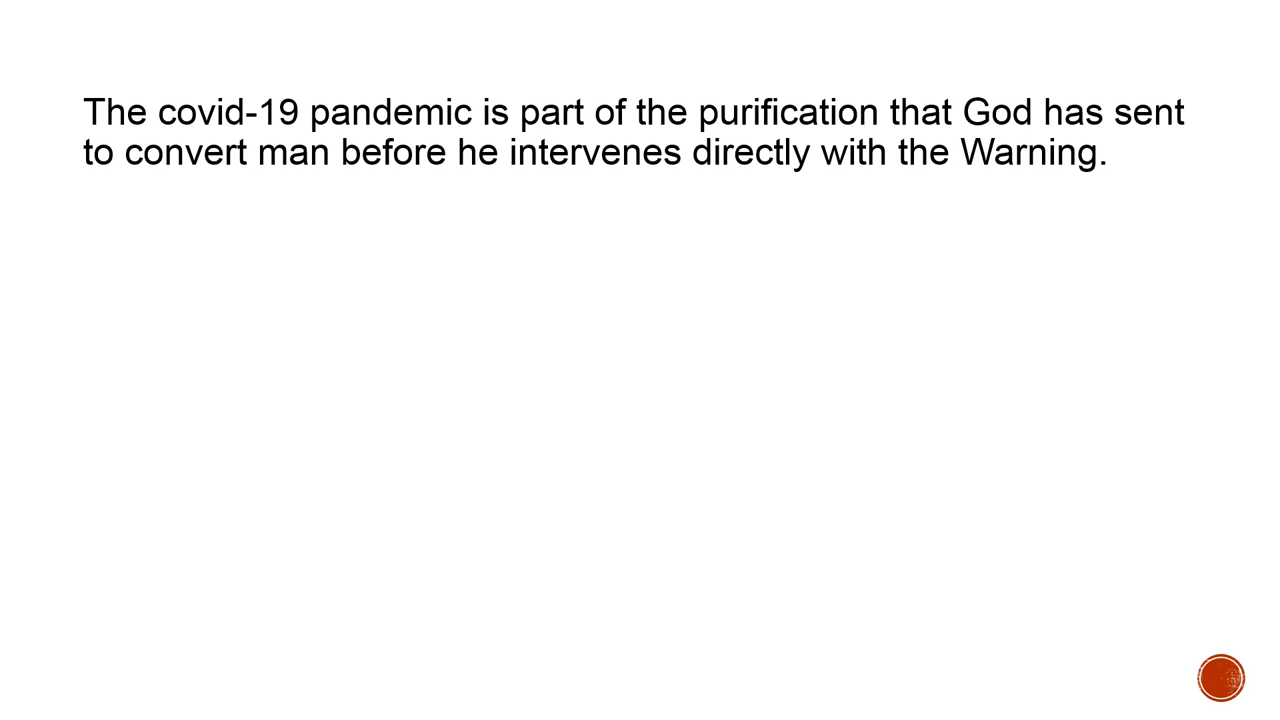 The covid-19 pandemic is part of the purification that God has sent
to convert man before he intervenes directly with the Warning.